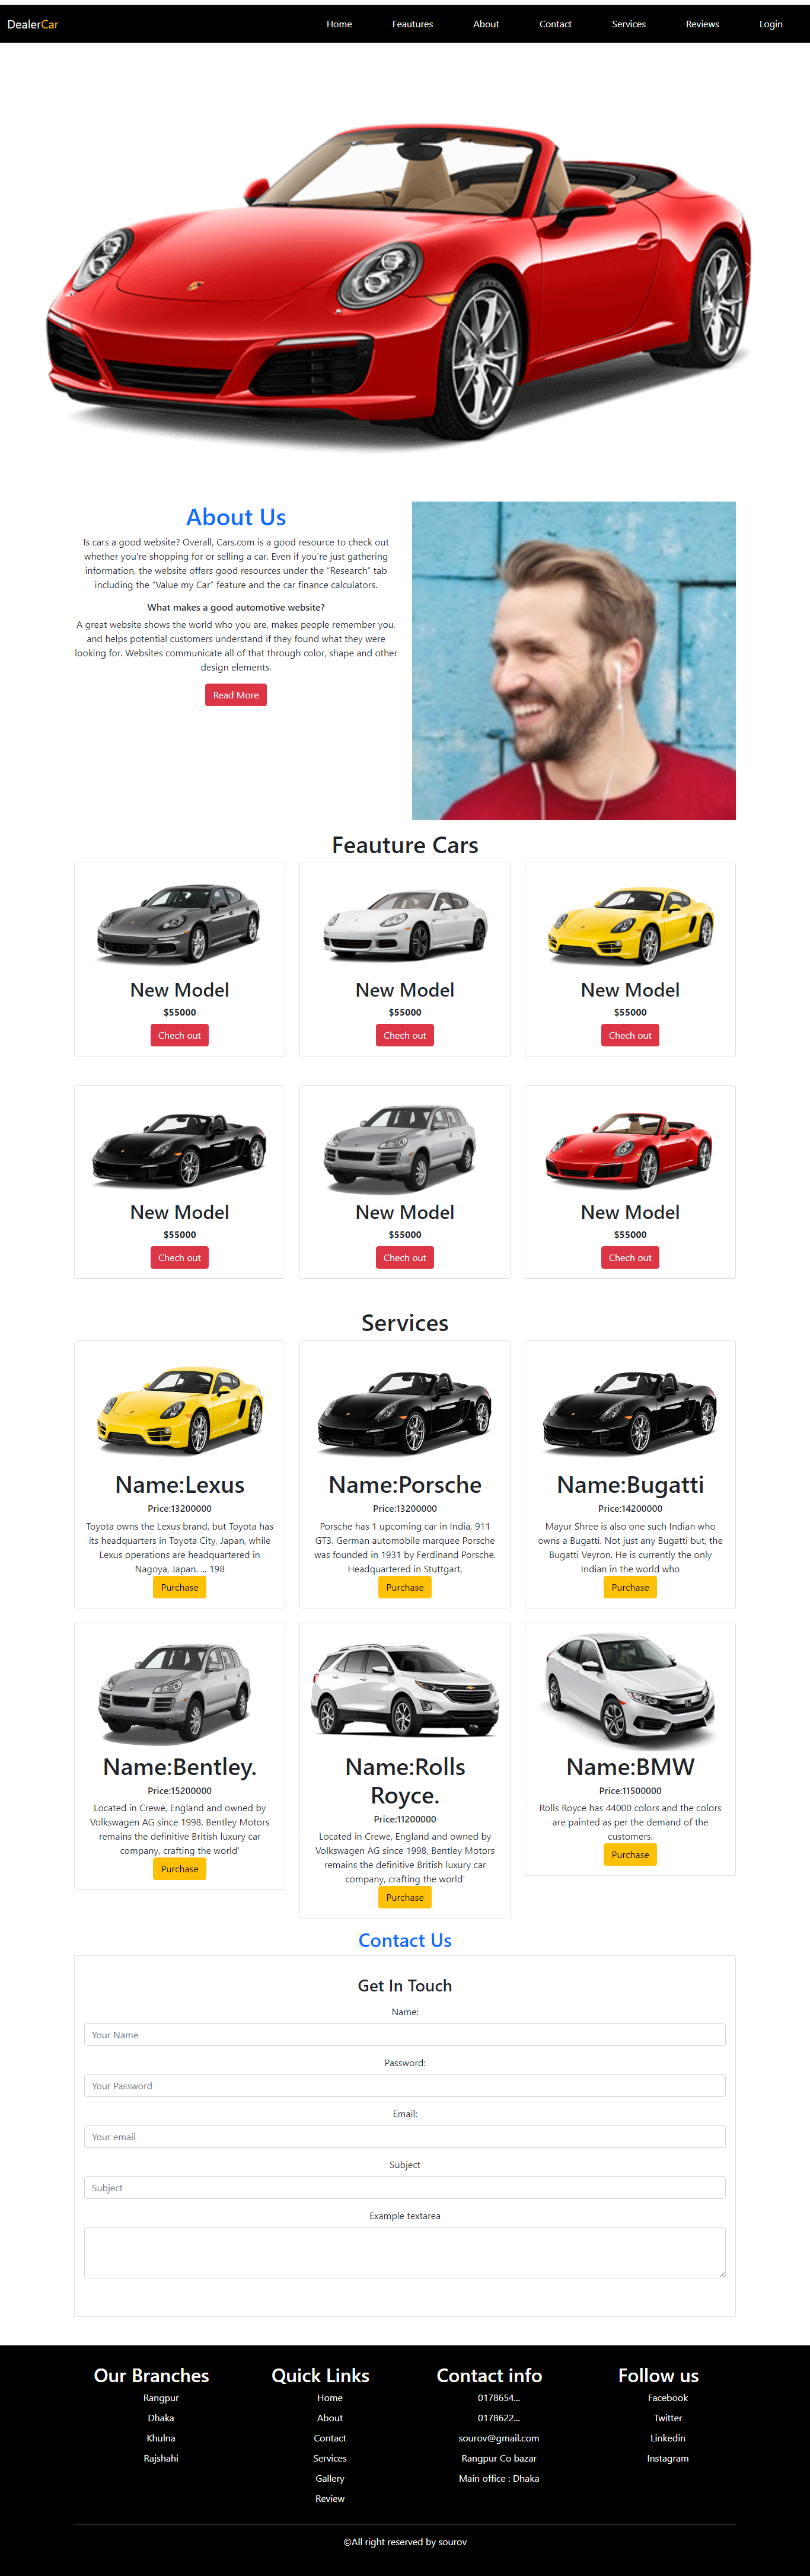 DealerCar
Home Feautures About Contact Services Reviews Login
About Us
Is cars a good website? Overall, Cars.com is a good resource to check out
whether you're shopping for or selling a car. Even if you're just gathering
information, the website offers good resources under the “Research” tab
including the “Value my Car” feature and the car finance calculators.
What makes a good automotive website?
A great website shows the world who you are, makes people remember you,
and helps potential customers understand if they found what they were
looking for. Websites communicate all of that through color, shape and other
design elements.
Read More
Feauture Cars
New Model
$55000
Chech out
New Model
$55000
Chech out
New Model
$55000
Chech out
New Model
$55000
Chech out
New Model
$55000
Chech out
New Model
$55000
Chech out
Services
Name:Lexus
Price:13200000
Toyota owns the Lexus brand, but Toyota has
its headquarters in Toyota City, Japan, while
Lexus operations are headquartered in
Nagoya, Japan. ... 198
Purchase
Name:Porsche
Price:13200000
Porsche has 1 upcoming car in India, 911
GT3. German automobile marquee Porsche
was founded in 1931 by Ferdinand Porsche.
Headquartered in Stuttgart,
Purchase
Name:Bugatti
Price:14200000
Mayur Shree is also one such Indian who
owns a Bugatti. Not just any Bugatti but, the
Bugatti Veyron. He is currently the only
Indian in the world who
Purchase
Name:Bentley.
Price:15200000
Located in Crewe, England and owned by
Volkswagen AG since 1998, Bentley Motors
remains the definitive British luxury car
company, crafting the world'
Purchase
Name:Rolls
Royce.
Price:11200000
Located in Crewe, England and owned by
Volkswagen AG since 1998, Bentley Motors
remains the definitive British luxury car
company, crafting the world'
Purchase
Name:BMW
Price:11500000
Rolls Royce has 44000 colors and the colors
are painted as per the demand of the
customers.
Purchase
Contact Us
Get In Touch
Name:
Your Name
Password:
Your Password
Email:
Your email
Subject
Subject
Example textarea
Our Branches
Rangpur
Dhaka
Khulna
Rajshahi
Quick Links
Home
About
Contact
Services
Gallery
Review
Contact info
0178654...
0178622...
sourov@gmail.com
Rangpur Co bazar
Main office : Dhaka
Follow us
Facebook
Twitter
Linkedin
Instagram
©All right reserved by sourov